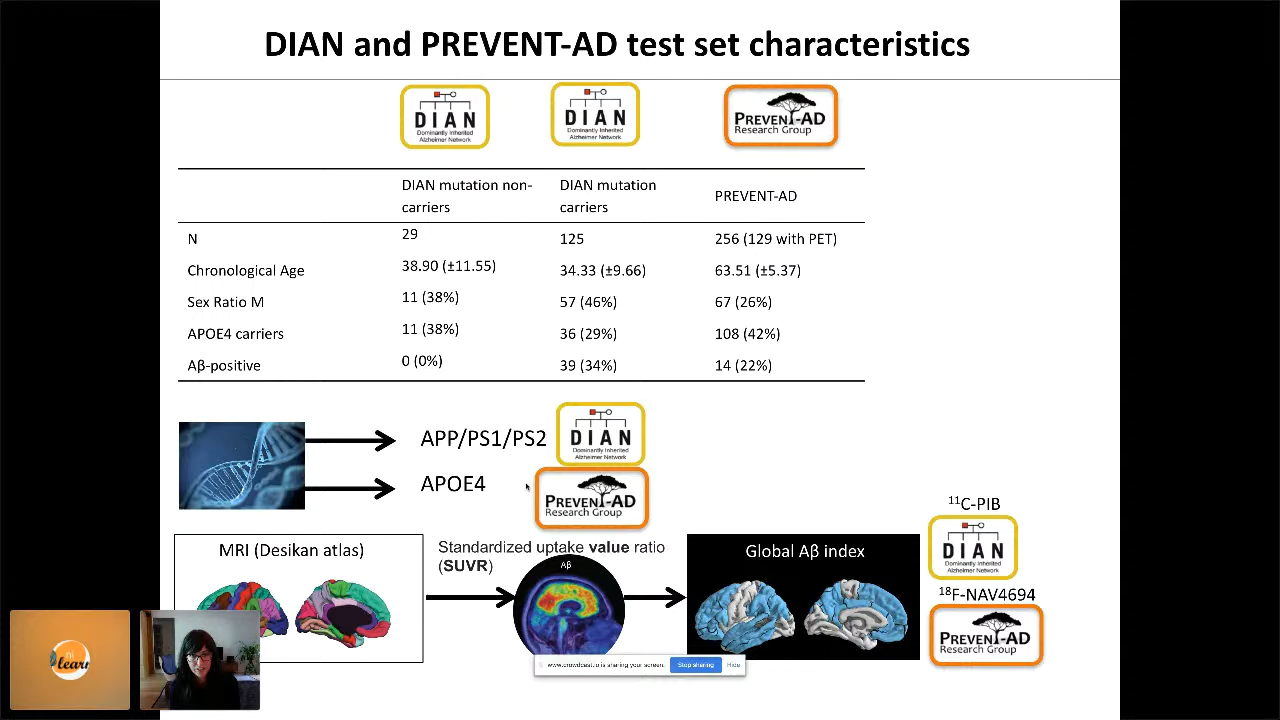 DIAN and PREVENT-AD test set characteristics
DIAN
Dominantly Inherited
Alzheimer Network
DIAN
Dominantly Inherited
Alzheimer Network
PREVENT-AD
Research Group
DIAN mutation non-
carriers
DIAN mutation
carriers
PREVENT-AD
N 29 125 256 (129 with PET)
Chronological Age 38.90 (±11.55) 34.33 (±9.66) 63.51 (±5.37)
Sex Ratio M 11 (38%) 57 (46%) 67 (26%)
APOE4 carriers 11 (38%) 36 (29%) 108 (42%)
Aβ-positive 0 (0%) 39 (34%) 14 (22%)
APP/PS1/PS2
DIAN
Dominantly Inherited
Alzheimer Network
APOE4
PREVENT-AD
Research Group
MRI (Desikan atlas)
Standardized uptake value ratio
(SUVR)
Aβ
Global Aβ index
¹¹C-PIB
DIAN
Dominantly Inherited
Alzheimer Network
¹⁸F-NAV4694
PREVENT-AD
Research Group
ni
learn
www.crowdcast.io is sharing your screen.
Stop sharing
Hide